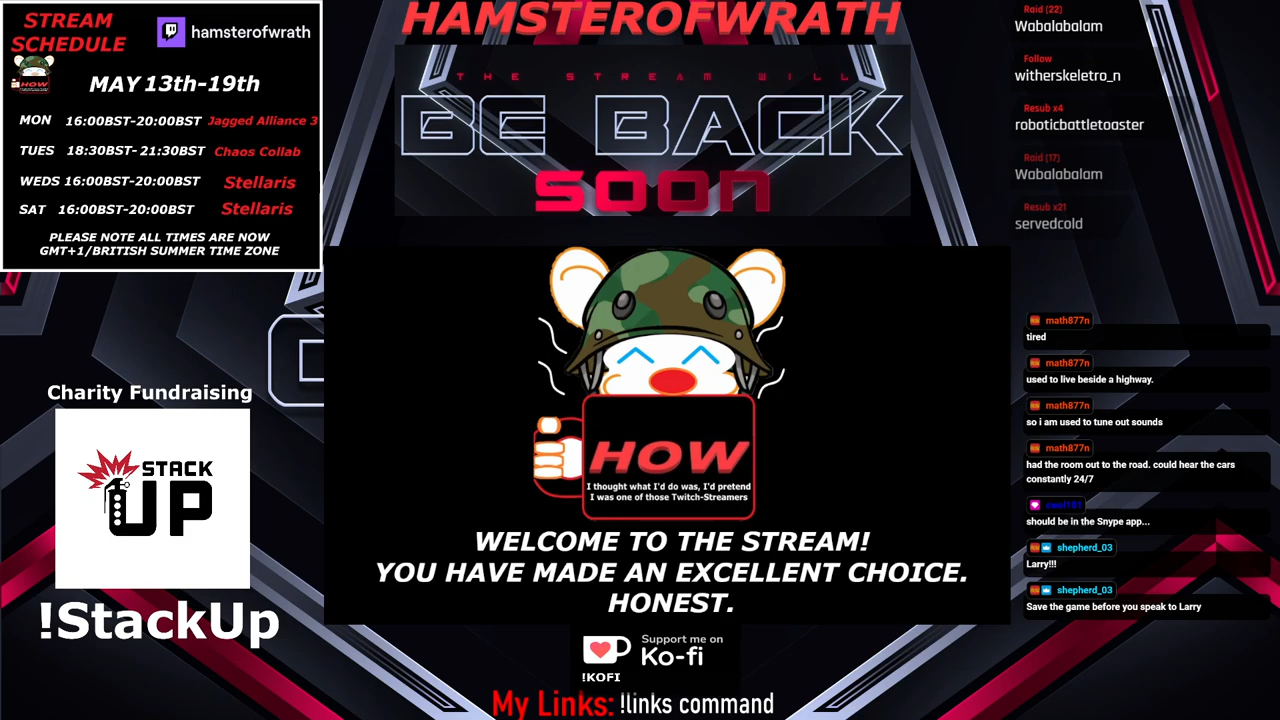 STREAM
SCHEDULE
hamsterofwrath
HOW
MAY 13th-19th
MON 16:00BST-20:00BST Jagged Alliance 3
TUES 18:30BST-21:30BST Chaos Collab
WEDS 16:00BST-20:00BST Stellaris
SAT 16:00BST-20:00BST Stellaris
PLEASE NOTE ALL TIMES ARE NOW
GMT+1/BRITISH SUMMER TIME ZONE
Charity Fundraising
STACK
UP
!StackUp
HAMSTEROFWRATH
THE STREAM WILL
BE BACK
SOON
HOW
I thought what I'd do was, I'd pretend
I was one of those Twitch-Streamers
WELCOME TO THE STREAM!
YOU HAVE MADE AN EXCELLENT CHOICE.
HONEST.
Support me on
Ko-fi
!KOFI
My Links: !links command
Raid (22)
Wabalabalam
Follow
witherskeletro_n
Resub x4
roboticbattletoaster
Raid (17)
Wabalabalam
Resub x21
servedcold
math877n
tired
math877n
used to live beside a highway.
math877n
so i am used to tune out sounds
math877n
had the room out to the road. could hear the cars
constantly 24/7
should be in the Snype app...
shepherd_03
Larry!!!
shepherd_03
Save the game before you speak to Larry